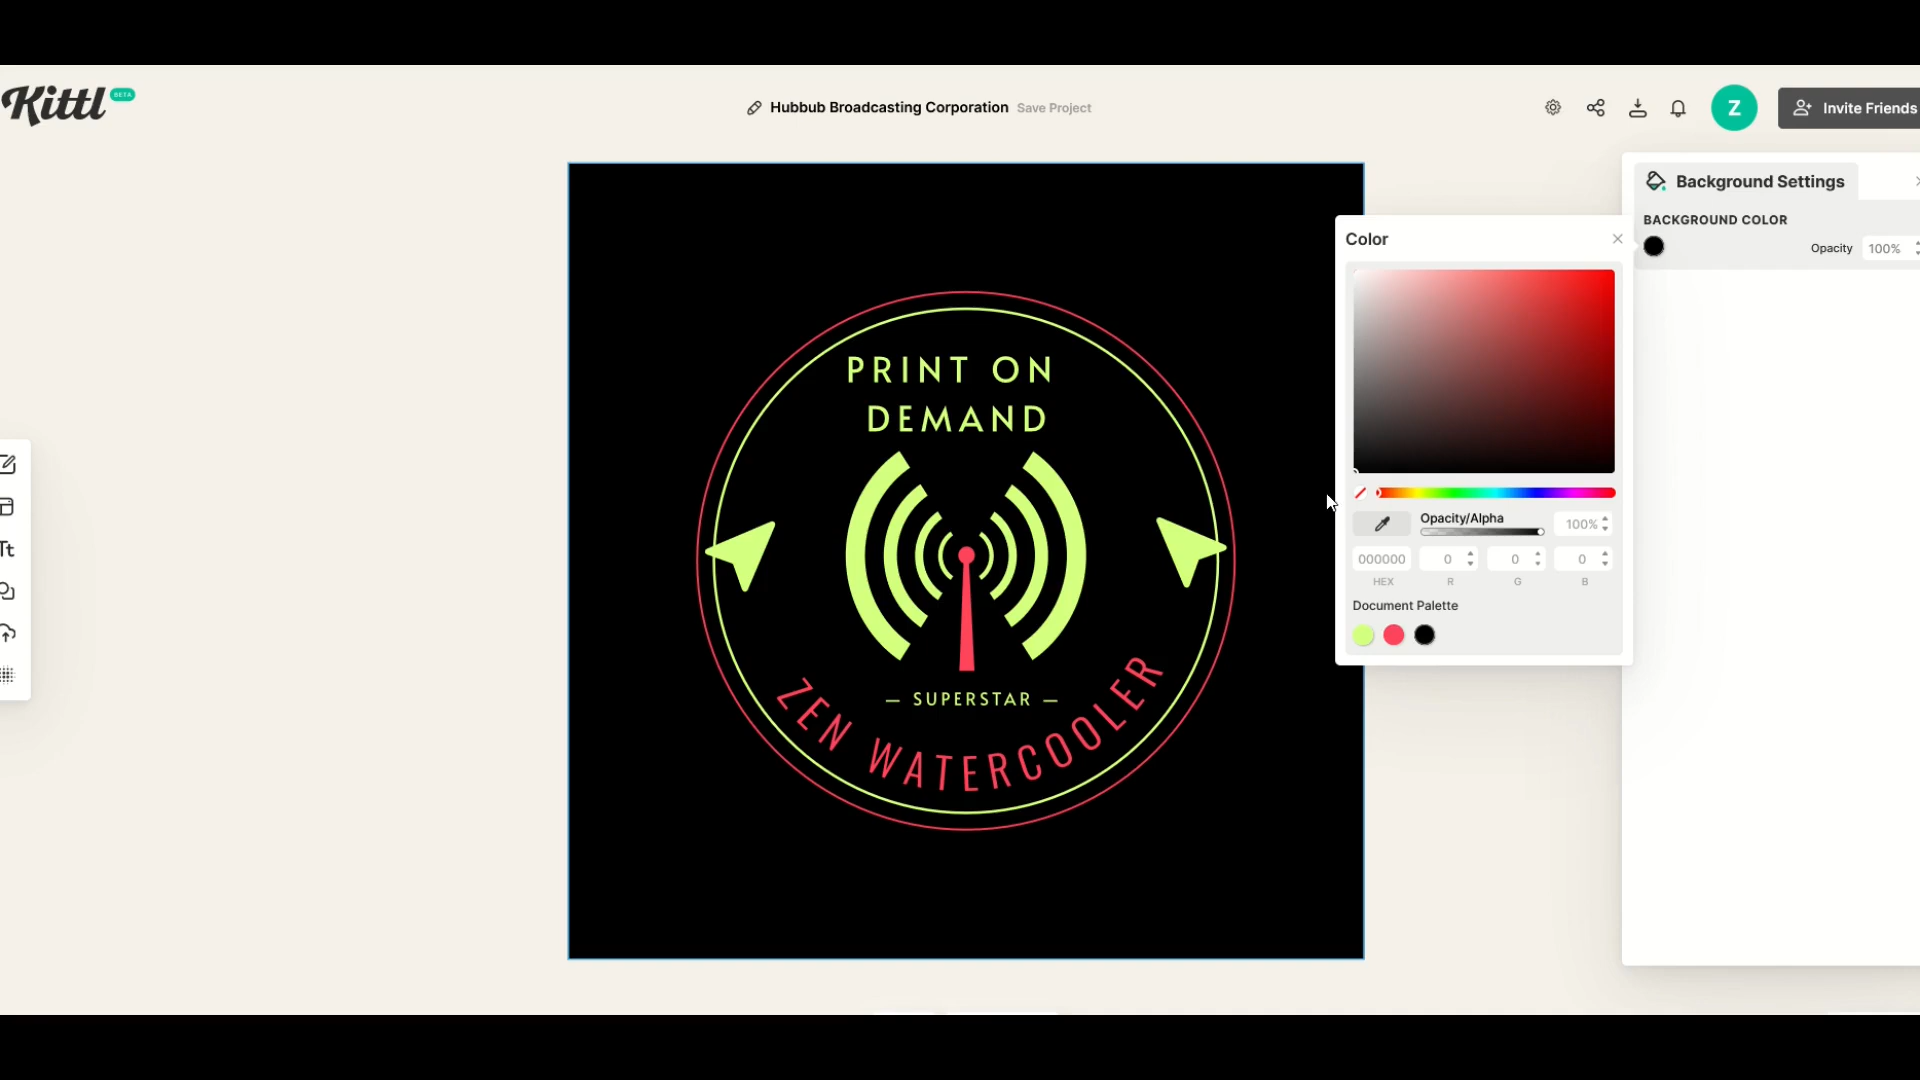 Kittl BETA
Hubbub Broadcasting Corporation Save Project
Z
Invite Friends
Background Settings
BACKGROUND COLOR
Opacity 100%
Color
Opacity/Alpha 100%
000000 0 0 0
HEX R G B
Document Palette
Tt
PRINT ON
DEMAND
— SUPERSTAR —
ZEN WATERCOOLER